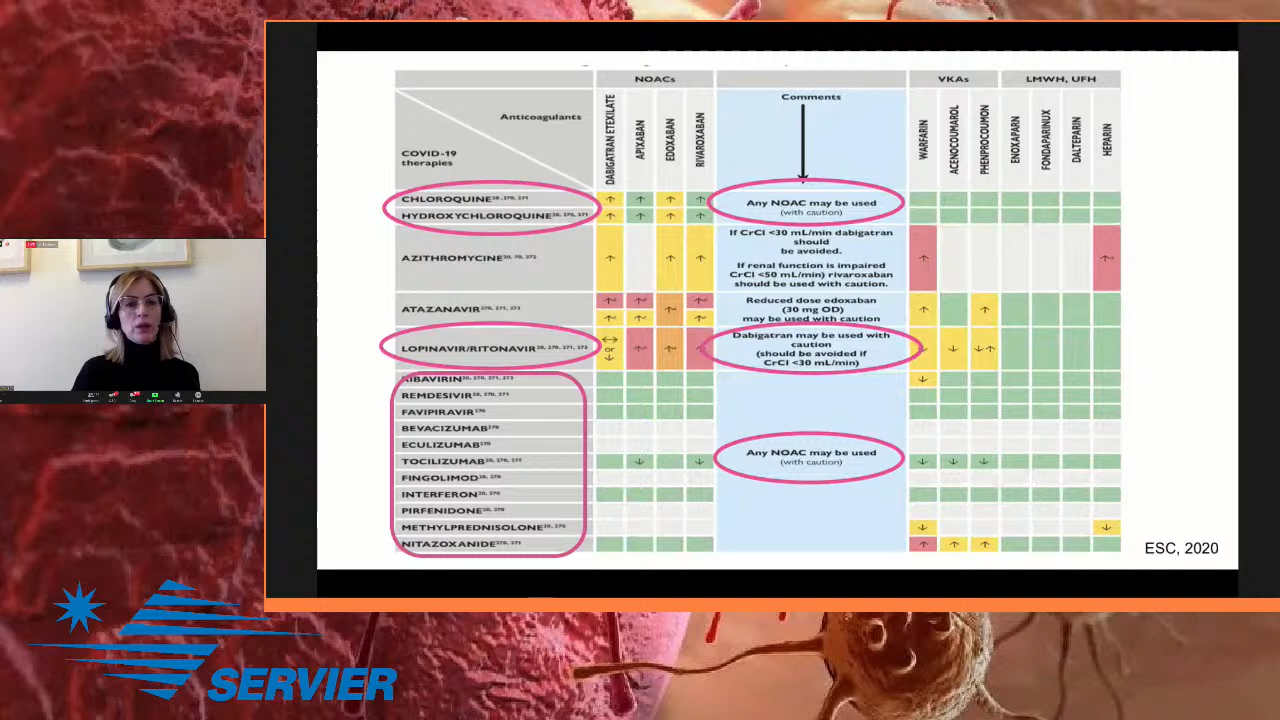 NOACs
VKAs
LMWH, UFH
Anticoagulants
COVID-19
therapies
DABIGATRAN ETEXILATE
APIXABAN
EDOXABAN
RIVAROXABAN
Comments
WARFARIN
ACENOCOUMAROL
PHENPROCOUMON
ENOXAPARN
FONDAPARINUX
DALTEPARIN
HEPARIN
CHLOROQUINE
HYDROXYCHLOROQUINE
Any NOAC may be used
(with caution)
AZITHROMYCINE
If CrCl <30 mL/min dabigatran
should
be avoided.
If renal function is impaired
CrCl <50 mL/min) rivaroxaban
should be used with caution.
ATAZANAVIR
Reduced dose edoxaban
(30 mg OD)
may be used with caution
LOPINAVIR/RITONAVIR
or
Dabigatran may be used with
caution
(should be avoided if
CrCl <30 mL/min)
RIBAVIRIN
REMDESIVIR
FAVIPIRAVIR
BEVACIZUMAB
ECULIZUMAB
TOCILIZUMAB
Any NOAC may be used
(with caution)
FINGOLIMOD
INTERFERON
PIRFENIDONE
METHYLPREDNISOLONE
NITAZOXANIDE
ESC, 2020
SERVIER